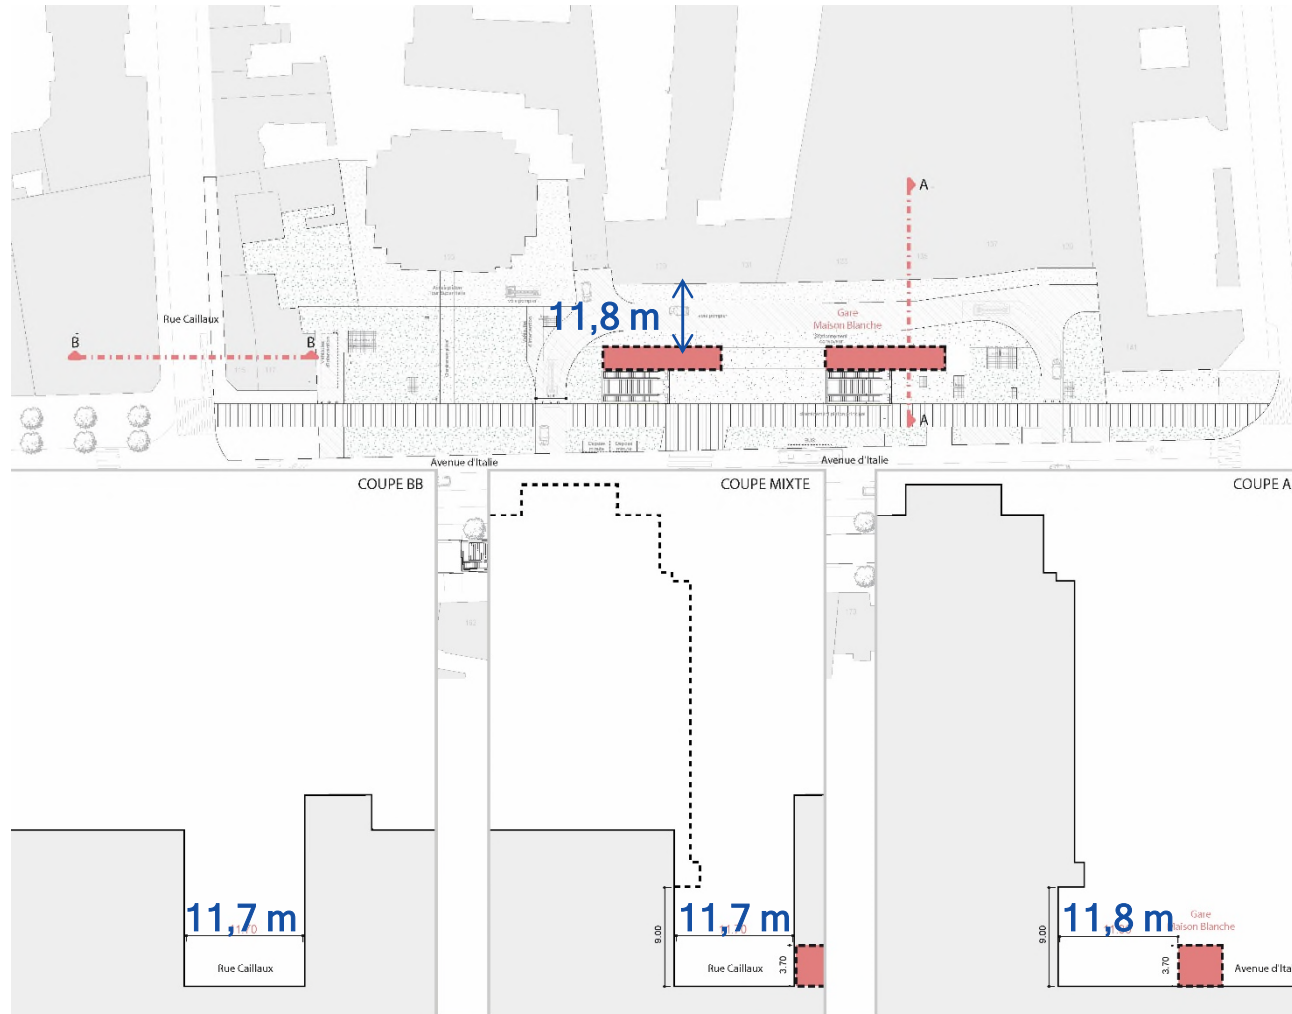 A
Rue Caillaux
11,8 m
Gare
Maison Blanche
B
B
A
Avenue d'Italie
Avenue d'Italie
COUPE BB
COUPE MIXTE
COUPE A
11,7 m
11,7 m
11,8 m
Gare
Maison Blanche
9.00
9.00
3.70
3.70
Rue Caillaux
Rue Caillaux
Avenue d'Ita